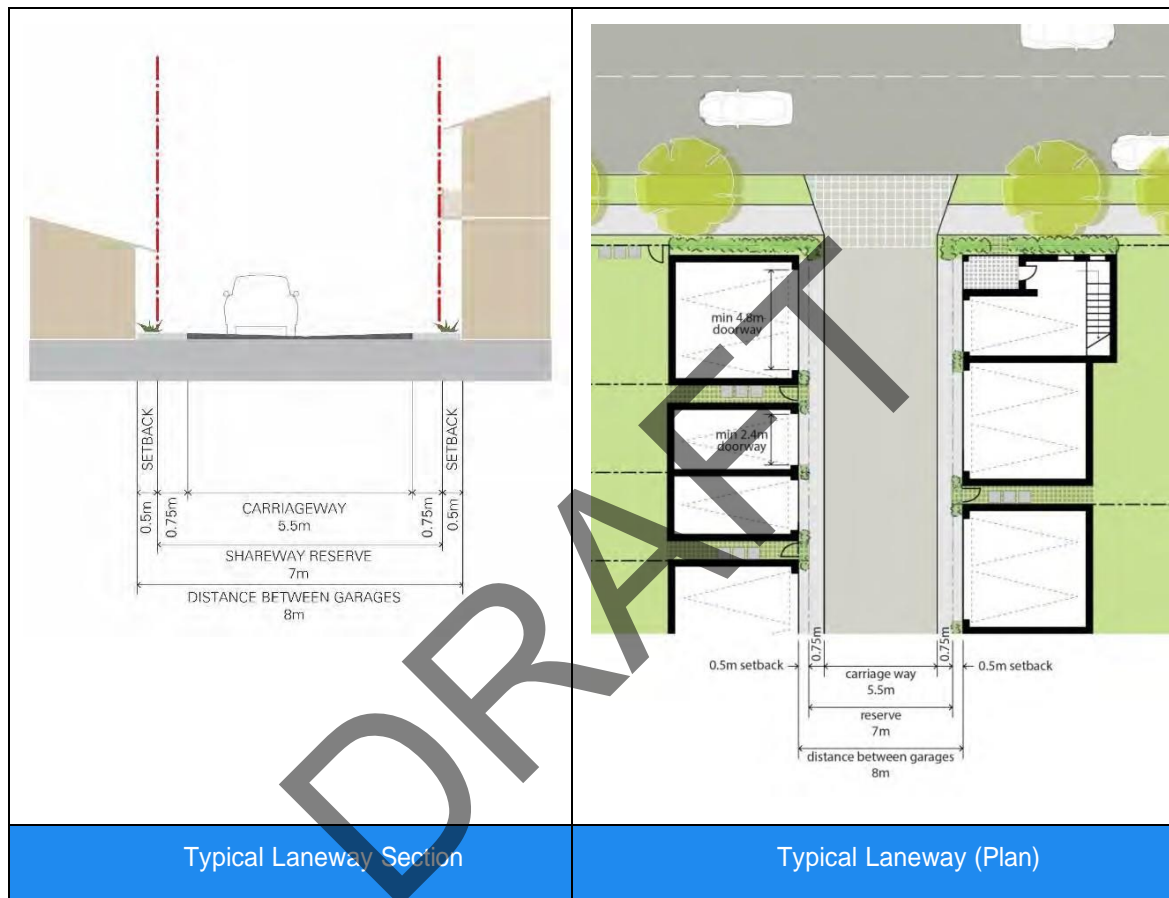 SETBACK
SETBACK
0.5m
0.75m
CARRIAGEWAY
5.5m
0.75m
0.5m
SHAREWAY RESERVE
7m
DISTANCE BETWEEN GARAGES
8m
min 4.8m
doorway
min 2.4m
doorway
0.75m
0.75m
0.5m setback
carriage way
5.5m
0.5m setback
reserve
7m
distance between garages
8m
DRAFT
Typical Laneway Section
Typical Laneway (Plan)